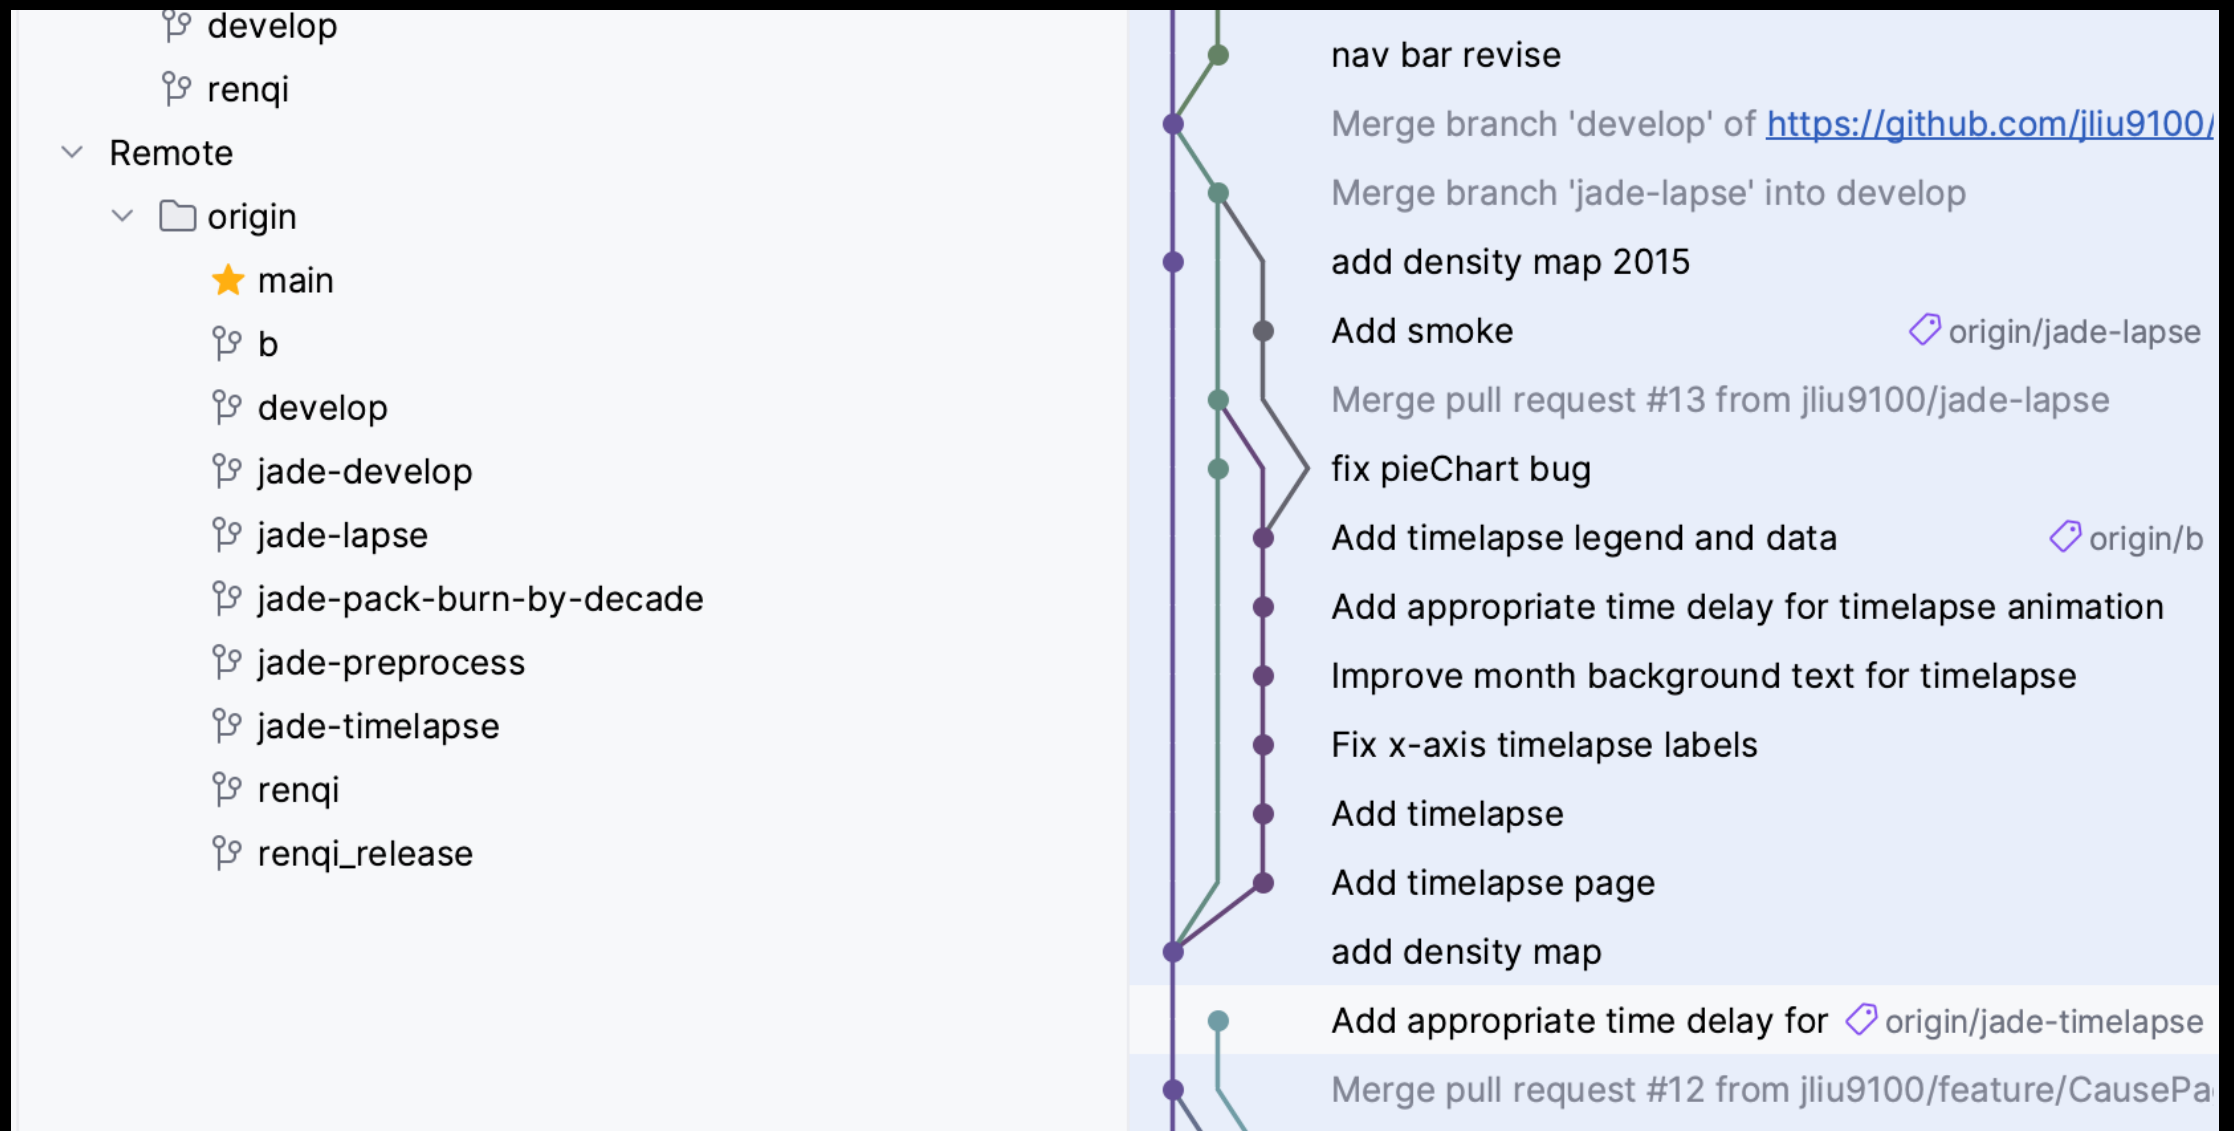 develop
renqi
Remote
origin
main
b
develop
jade-develop
jade-lapse
jade-pack-burn-by-decade
jade-preprocess
jade-timelapse
renqi
renqi_release
nav bar revise
Merge branch 'develop' of https://github.com/jliu9100/
Merge branch 'jade-lapse' into develop
add density map 2015
Add smoke origin/jade-lapse
Merge pull request #13 from jliu9100/jade-lapse
fix pieChart bug
Add timelapse legend and data origin/b
Add appropriate time delay for timelapse animation
Improve month background text for timelapse
Fix x-axis timelapse labels
Add timelapse
Add timelapse page
add density map
Add appropriate time delay for origin/jade-timelapse
Merge pull request #12 from jliu9100/feature/CausePa